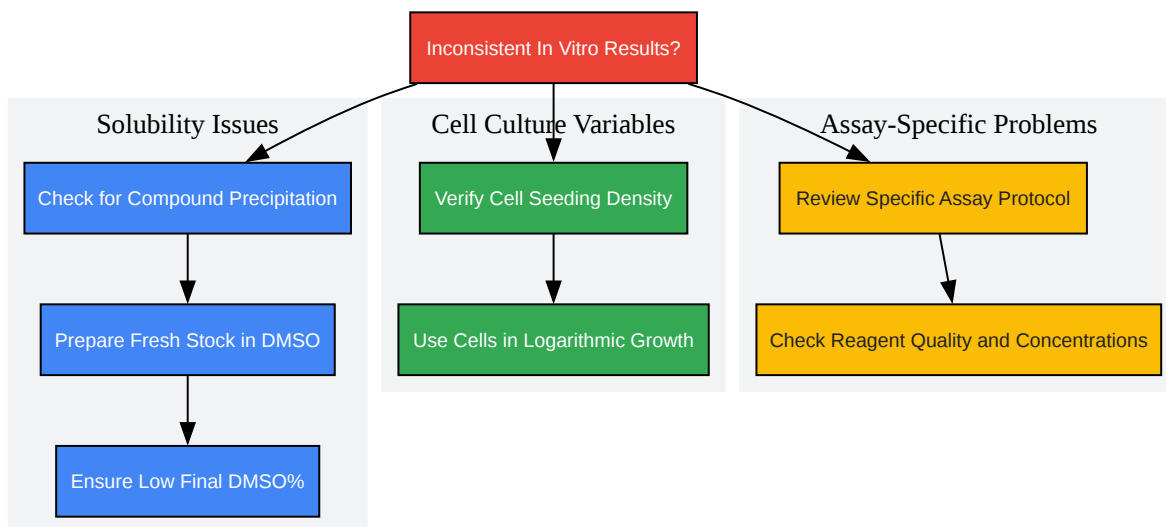 Inconsistent In Vitro Results?
Solubility Issues
Cell Culture Variables
Assay-Specific Problems
Check for Compound Precipitation
Verify Cell Seeding Density
Review Specific Assay Protocol
Prepare Fresh Stock in DMSO
Use Cells in Logarithmic Growth
Check Reagent Quality and Concentrations
Ensure Low Final DMSO%